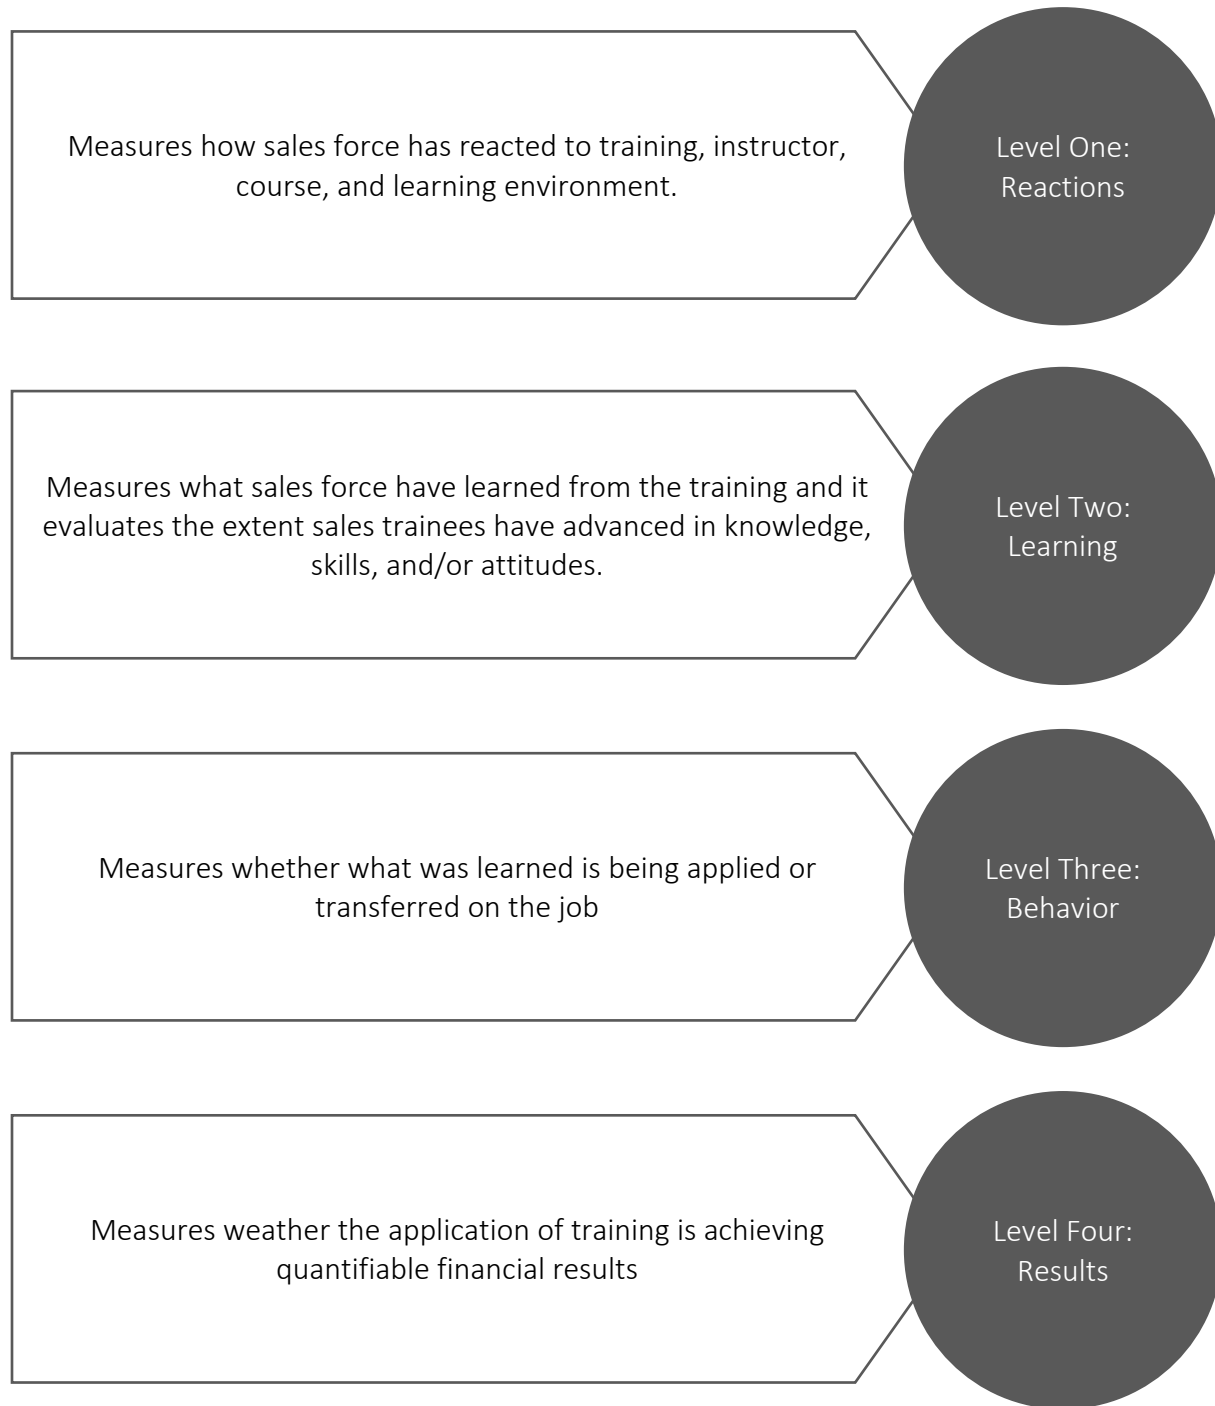 Measures how sales force has reacted to training, instructor,
course, and learning environment.
Level One:
Reactions
Measures what sales force have learned from the training and it
evaluates the extent sales trainees have advanced in knowledge,
skills, and/or attitudes.
Level Two:
Learning
Measures whether what was learned is being applied or
transferred on the job
Level Three:
Behavior
Measures weather the application of training is achieving
quantifiable financial results
Level Four:
Results